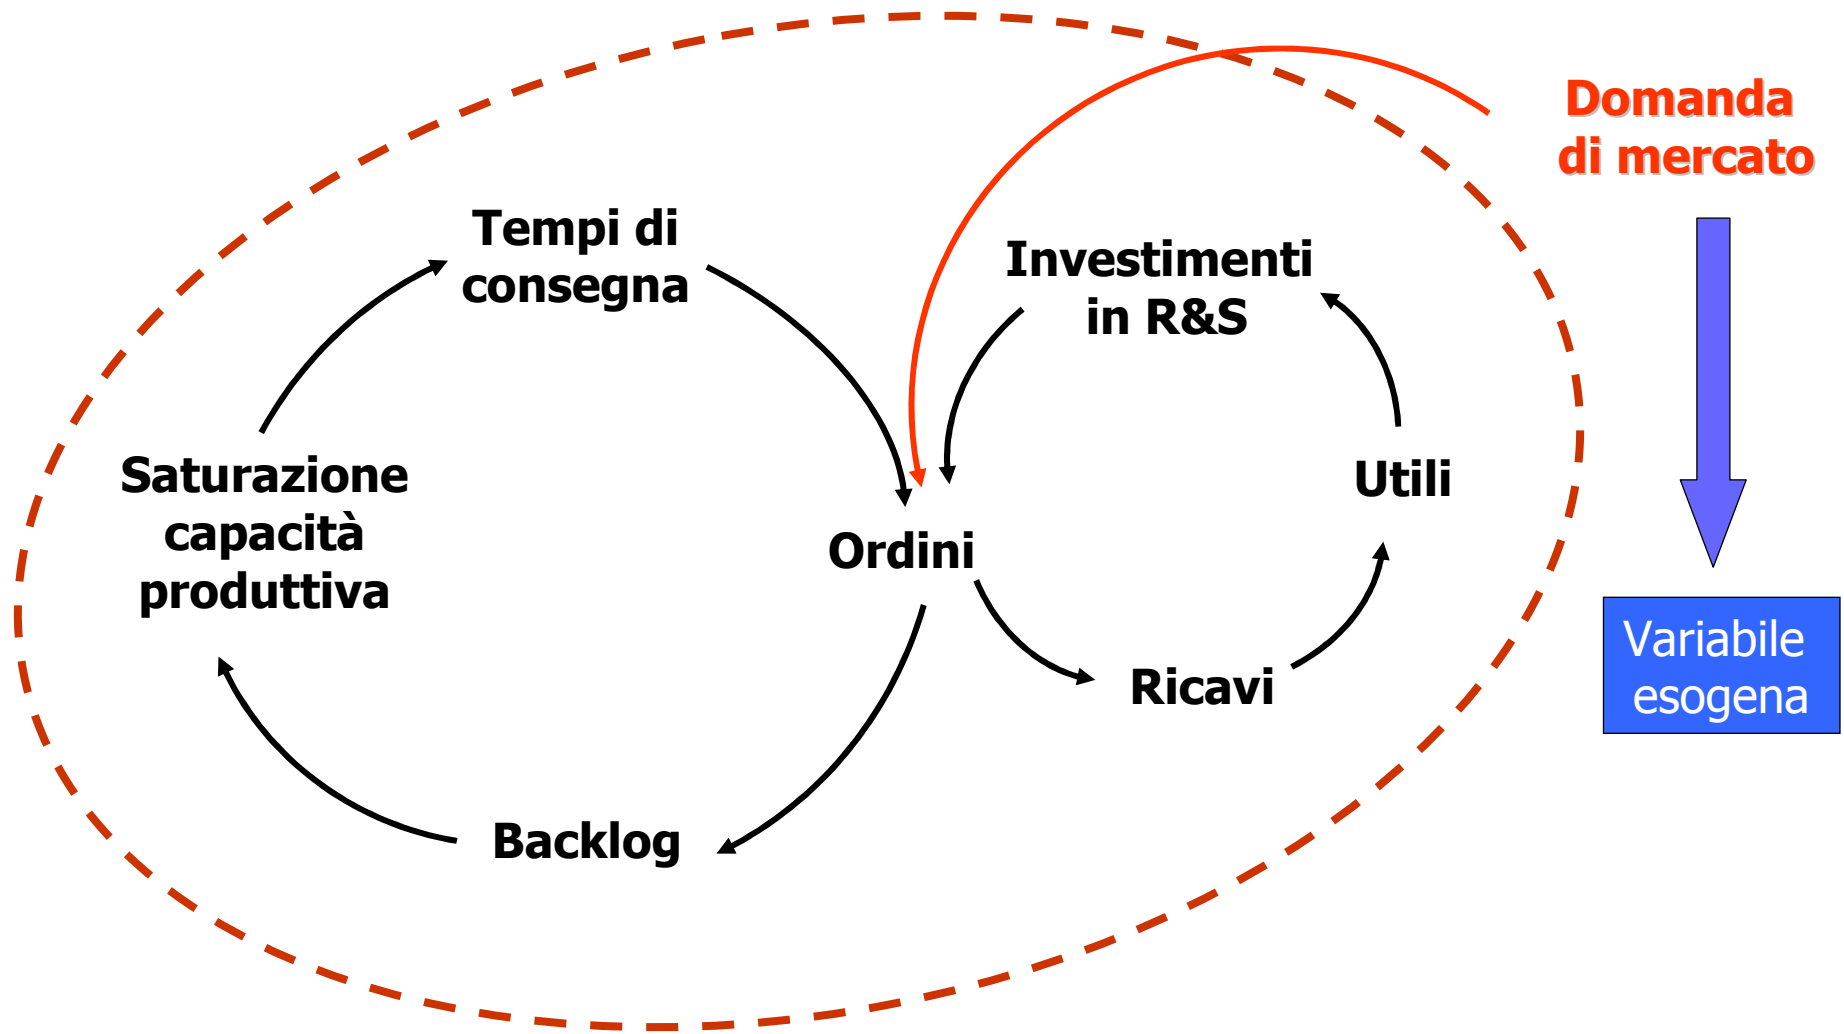 Domanda
di mercato
Tempi di
consegna
Investimenti
in R&S
Saturazione
capacità
produttiva
Utili
Ordini
Variabile
esogena
Ricavi
Backlog